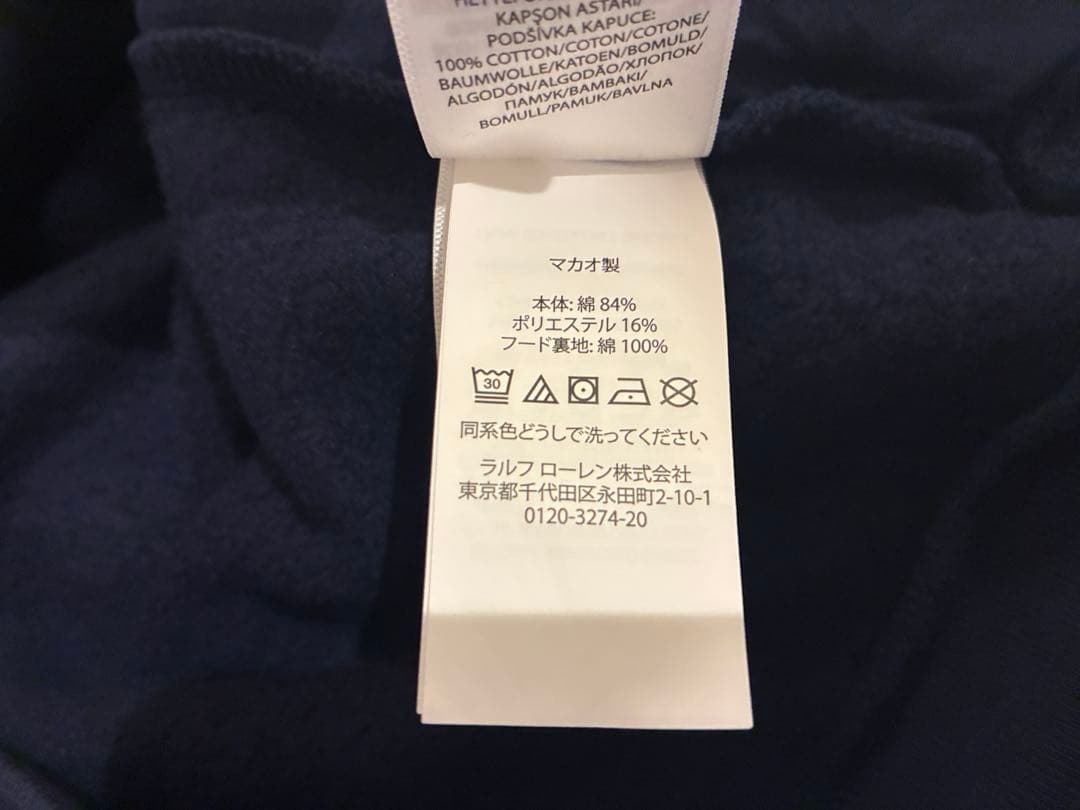 KAPŞON ASTARI/
PODŠÍVKA KAPUCE:
100% COTTON/COTON/COTONE/
BAUMWOLLE/KATOEN/BOMULD/
ALGODÓN/ALGODÃO/ХЛОПОК/
ПАМУК/BAMBAKI/
BOMULL/PAMUK/BAVLNA
マカオ製
本体: 綿 84%
ポリエステル 16%
フード裏地: 綿 100%
30
同系色どうしで洗ってください
ラルフ ローレン株式会社
東京都千代田区永田町2-10-1
0120-3274-20